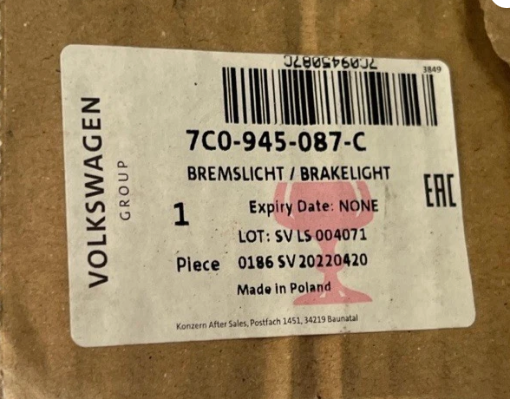 7C0945087C
3849
7C0-945-087-C
BREMSLICHT / BRAKELIGHT
VOLKSWAGEN
GROUP
EAC
1
Expiry Date: NONE
LOT: SV LS 004071
Piece 0186 SV 20220420
Made in Poland
Konzern After Sales, Postfach 1451, 34219 Baunatal